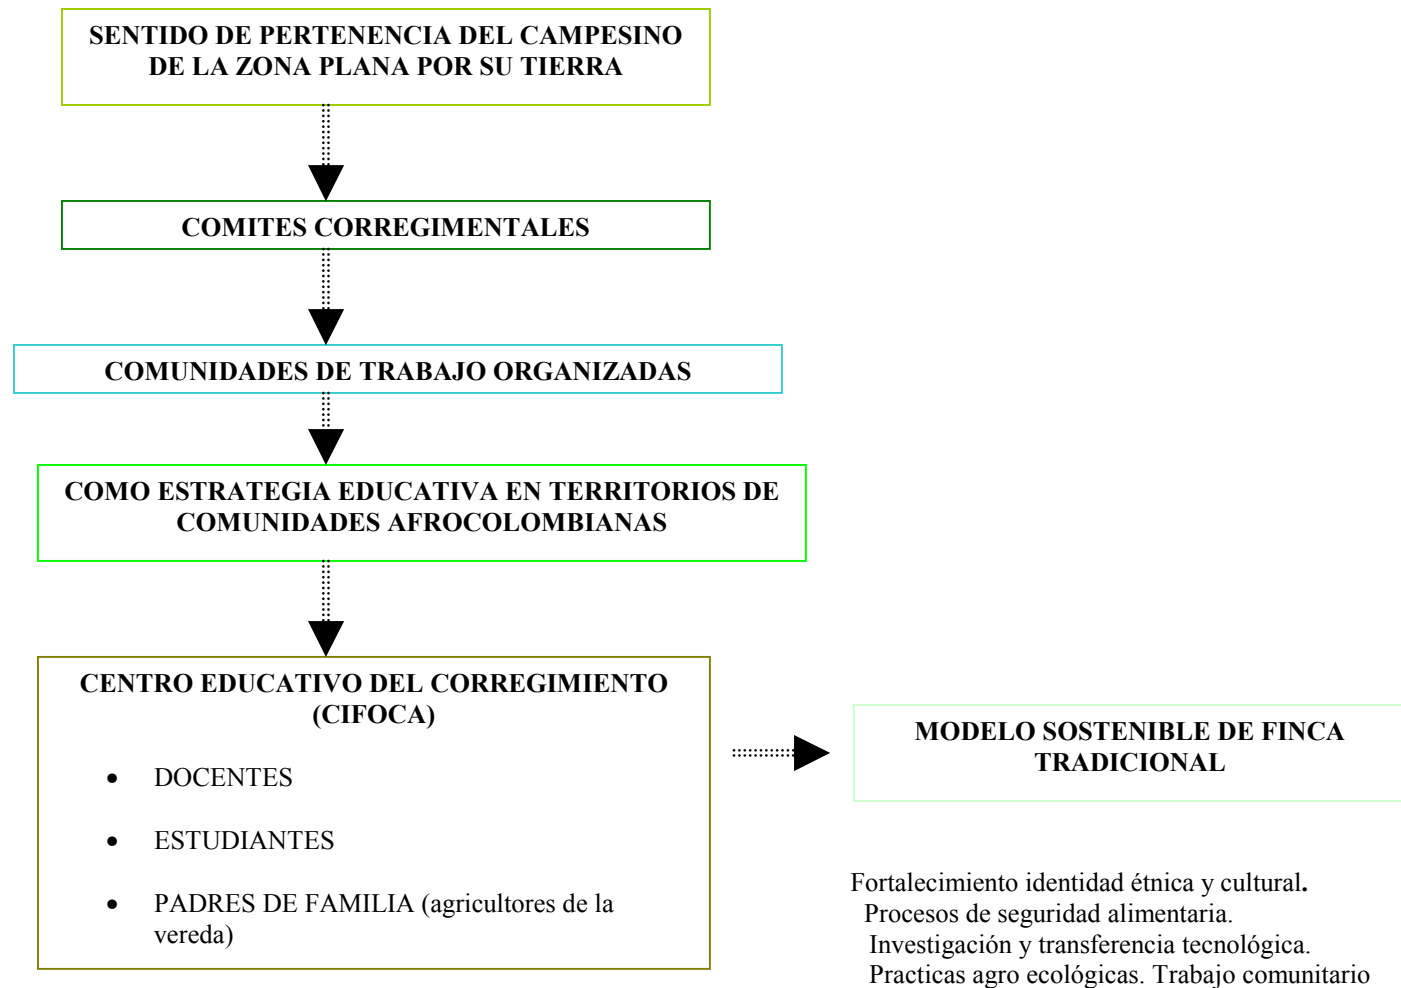 SENTIDO DE PERTENENCIA DEL CAMPESINO
DE LA ZONA PLANA POR SU TIERRA
COMITES CORREGIMENTALES
COMUNIDADES DE TRABAJO ORGANIZADAS
COMO ESTRATEGIA EDUCATIVA EN TERRITORIOS DE
COMUNIDADES AFROCOLOMBIANAS
CENTRO EDUCATIVO DEL CORREGIMIENTO
(CIFOCA)
• DOCENTES
• ESTUDIANTES
• PADRES DE FAMILIA (agricultores de la
vereda)
MODELO SOSTENIBLE DE FINCA
TRADICIONAL
Fortalecimiento identidad étnica y cultural.
Procesos de seguridad alimentaria.
Investigación y transferencia tecnológica.
Practicas agro ecológicas. Trabajo comunitario